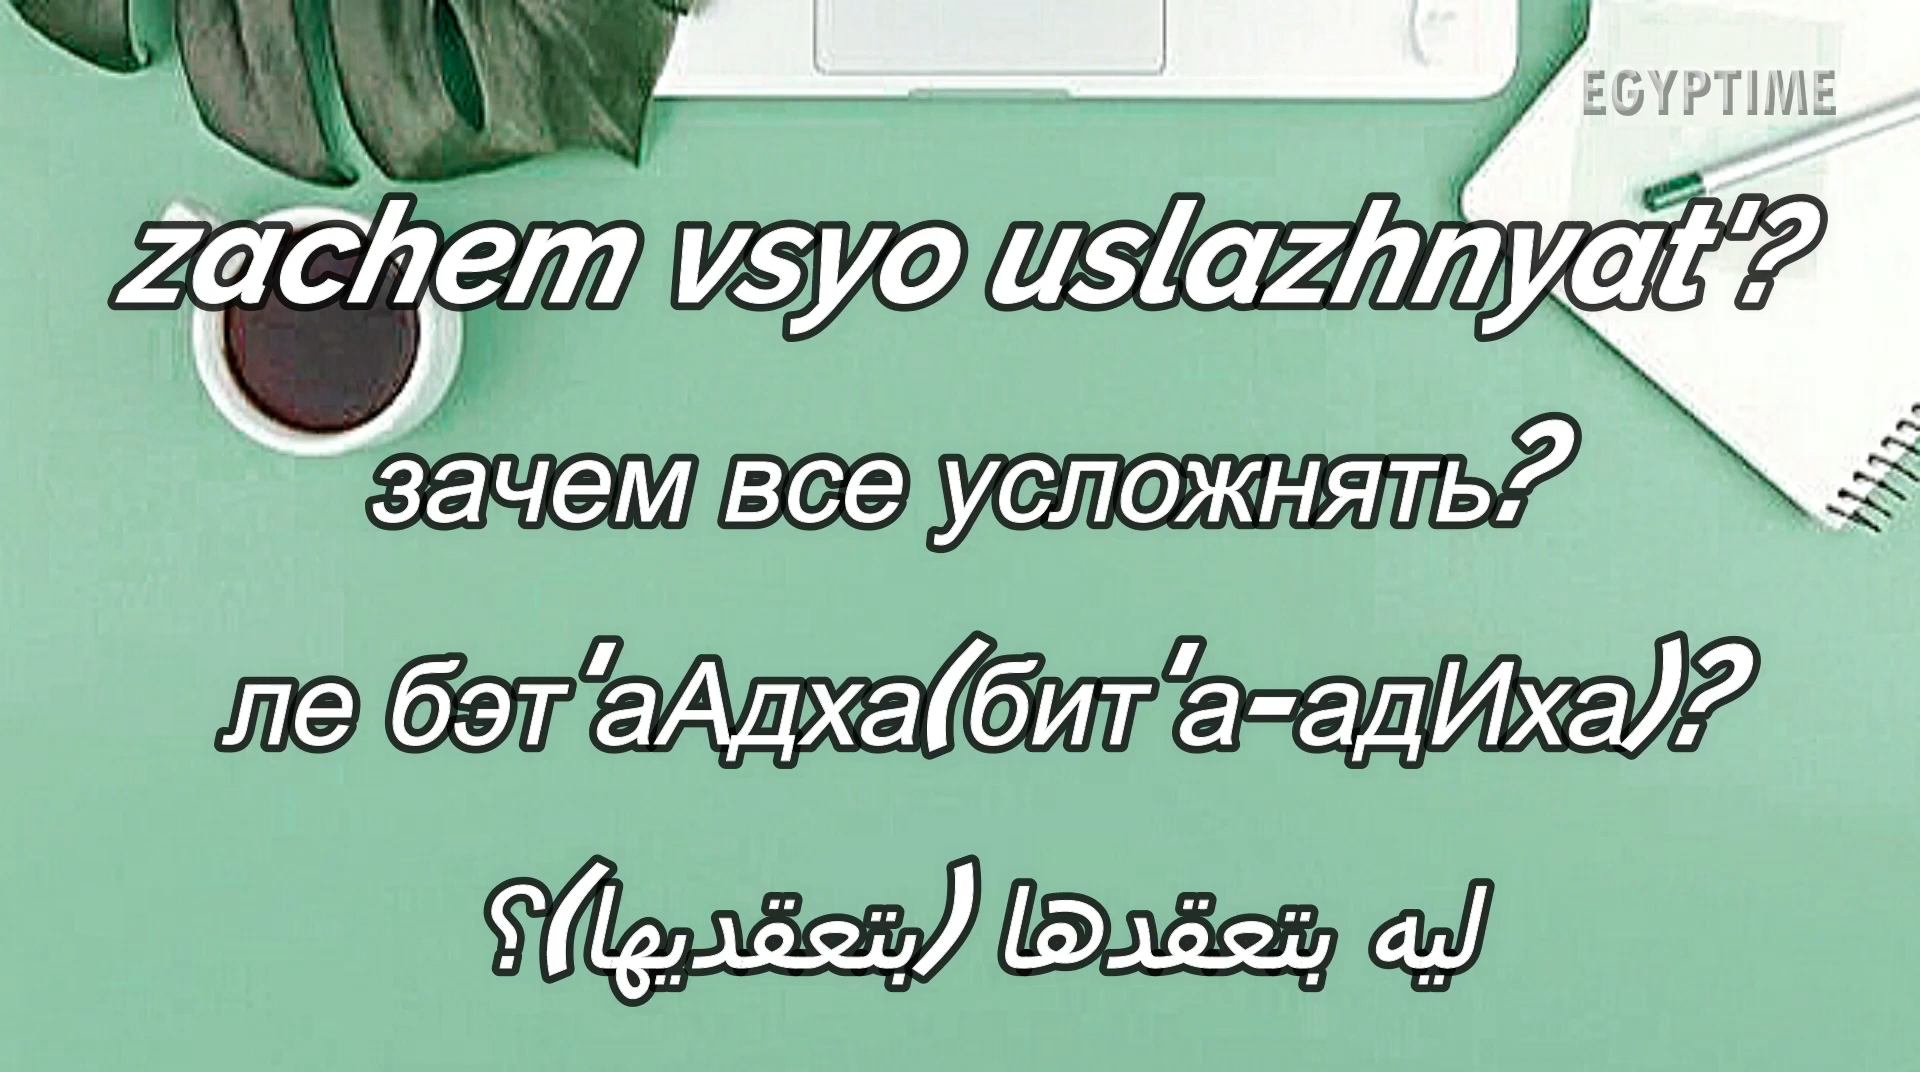 EGYPTIME
zachem vsyo uslazhnyat'?
зачем все усложнять?
ле бэт'аАдха(бит'а-адИха)?
ليه بتعقدها (بتعقديها)؟